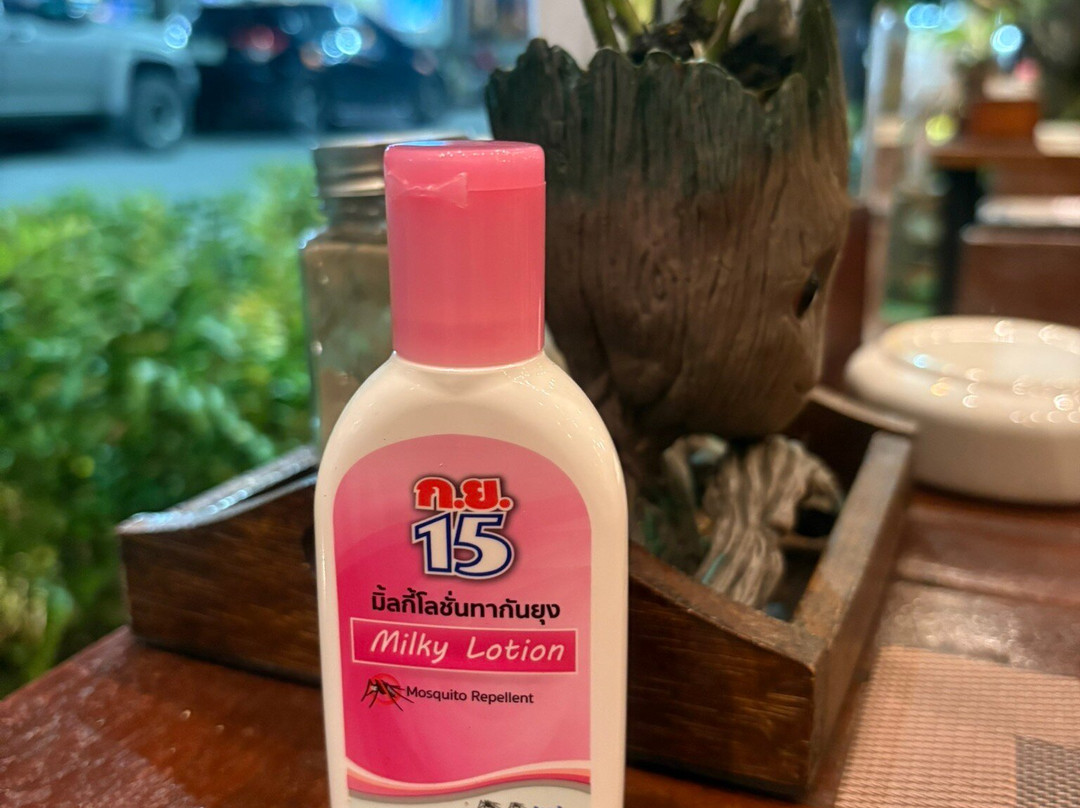 ก.ย.
15
มิ้ลกี้โลชั่นทากันยุง
Milky Lotion
Mosquito Repellent